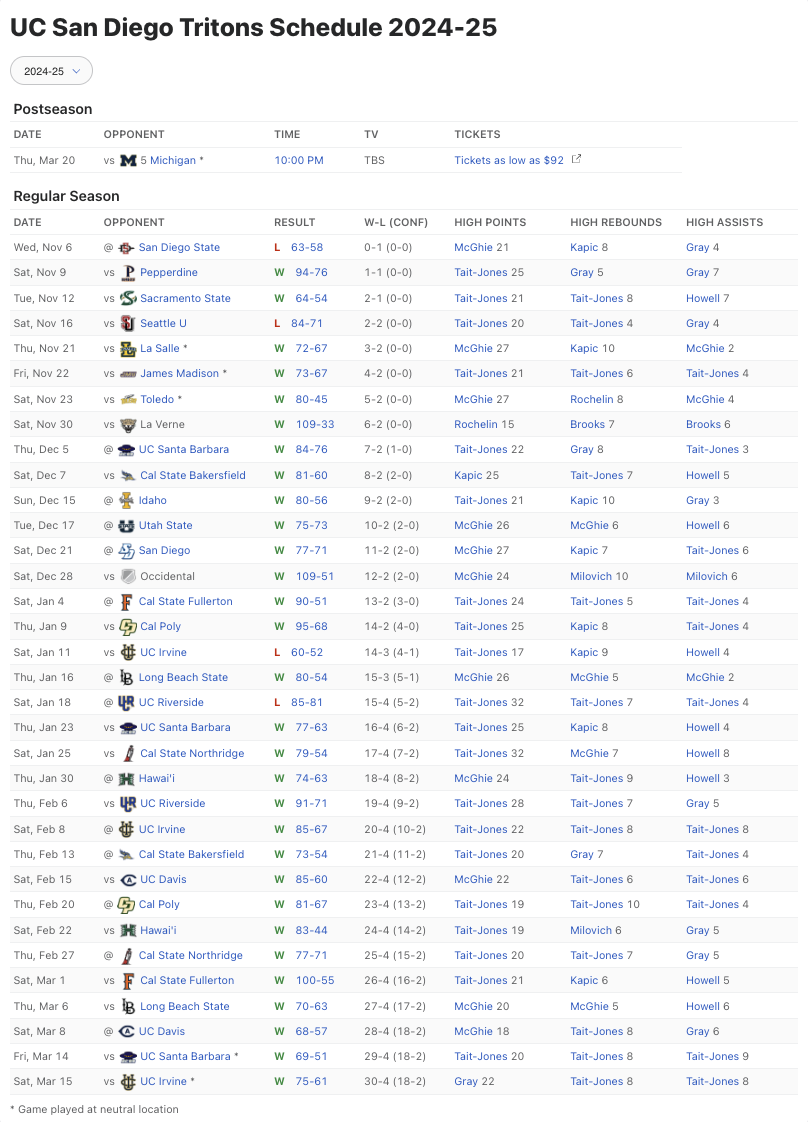 UC San Diego Tritons Schedule 2024-25
2024-25
Postseason
DATE OPPONENT TIME TV TICKETS
Thu, Mar 20 vs 5 Michigan * 10:00 PM TBS Tickets as low as $92
Regular Season
DATE OPPONENT RESULT W-L (CONF) HIGH POINTS HIGH REBOUNDS HIGH ASSISTS
Wed, Nov 6 @ San Diego State L 63-58 0-1 (0-0) McGhie 21 Kapic 8 Gray 4
Sat, Nov 9 vs Pepperdine W 94-76 1-1 (0-0) Tait-Jones 25 Gray 5 Gray 7
Tue, Nov 12 vs Sacramento State W 64-54 2-1 (0-0) Tait-Jones 21 Tait-Jones 8 Howell 7
Sat, Nov 16 vs Seattle U L 84-71 2-2 (0-0) Tait-Jones 20 Tait-Jones 4 Gray 4
Thu, Nov 21 vs La Salle * W 72-67 3-2 (0-0) McGhie 27 Kapic 10 McGhie 2
Fri, Nov 22 vs James Madison * W 73-67 4-2 (0-0) Tait-Jones 21 Tait-Jones 6 Tait-Jones 4
Sat, Nov 23 vs Toledo * W 80-45 5-2 (0-0) McGhie 27 Rochelin 8 McGhie 4
Sat, Nov 30 vs La Verne W 109-33 6-2 (0-0) Rochelin 15 Brooks 7 Brooks 6
Thu, Dec 5 @ UC Santa Barbara W 84-76 7-2 (1-0) Tait-Jones 22 Gray 8 Tait-Jones 3
Sat, Dec 7 vs Cal State Bakersfield W 81-60 8-2 (2-0) Kapic 25 Tait-Jones 7 Howell 5
Sun, Dec 15 @ Idaho W 80-56 9-2 (2-0) Tait-Jones 21 Kapic 10 Gray 3
Tue, Dec 17 @ Utah State W 75-73 10-2 (2-0) McGhie 26 McGhie 6 Howell 6
Sat, Dec 21 @ San Diego W 77-71 11-2 (2-0) McGhie 27 Kapic 7 Tait-Jones 6
Sat, Dec 28 vs Occidental W 109-51 12-2 (2-0) McGhie 24 Milovich 10 Milovich 6
Sat, Jan 4 @ Cal State Fullerton W 90-51 13-2 (3-0) Tait-Jones 24 Tait-Jones 5 Tait-Jones 4
Thu, Jan 9 vs Cal Poly W 95-68 14-2 (4-0) Tait-Jones 25 Kapic 8 Tait-Jones 4
Sat, Jan 11 vs UC Irvine L 60-52 14-3 (4-1) Tait-Jones 17 Kapic 9 Howell 4
Thu, Jan 16 @ Long Beach State W 80-54 15-3 (5-1) McGhie 26 McGhie 5 McGhie 2
Sat, Jan 18 @ UC Riverside L 85-81 15-4 (5-2) Tait-Jones 32 Tait-Jones 7 Tait-Jones 4
Thu, Jan 23 vs UC Santa Barbara W 77-63 16-4 (6-2) Tait-Jones 25 Kapic 8 Howell 4
Sat, Jan 25 vs Cal State Northridge W 79-54 17-4 (7-2) Tait-Jones 32 McGhie 7 Howell 8
Thu, Jan 30 @ Hawai'i W 74-63 18-4 (8-2) McGhie 24 Tait-Jones 9 Howell 3
Thu, Feb 6 vs UC Riverside W 91-71 19-4 (9-2) Tait-Jones 28 Tait-Jones 7 Gray 5
Sat, Feb 8 @ UC Irvine W 85-67 20-4 (10-2) Tait-Jones 22 Tait-Jones 8 Tait-Jones 8
Thu, Feb 13 @ Cal State Bakersfield W 73-54 21-4 (11-2) Tait-Jones 20 Gray 7 Tait-Jones 4
Sat, Feb 15 vs UC Davis W 85-60 22-4 (12-2) McGhie 22 Tait-Jones 6 Tait-Jones 6
Thu, Feb 20 @ Cal Poly W 81-67 23-4 (13-2) Tait-Jones 19 Tait-Jones 10 Tait-Jones 4
Sat, Feb 22 vs Hawai'i W 83-44 24-4 (14-2) Tait-Jones 19 Milovich 6 Gray 5
Thu, Feb 27 @ Cal State Northridge W 77-71 25-4 (15-2) Tait-Jones 20 Tait-Jones 7 Gray 5
Sat, Mar 1 vs Cal State Fullerton W 100-55 26-4 (16-2) Tait-Jones 21 Kapic 6 Howell 5
Thu, Mar 6 vs Long Beach State W 70-63 27-4 (17-2) McGhie 20 McGhie 5 Howell 6
Sat, Mar 8 @ UC Davis W 68-57 28-4 (18-2) McGhie 18 Tait-Jones 8 Gray 6
Fri, Mar 14 vs UC Santa Barbara * W 69-51 29-4 (18-2) Tait-Jones 20 Tait-Jones 8 Tait-Jones 9
Sat, Mar 15 vs UC Irvine * W 75-61 30-4 (18-2) Gray 22 Tait-Jones 8 Tait-Jones 8
* Game played at neutral location